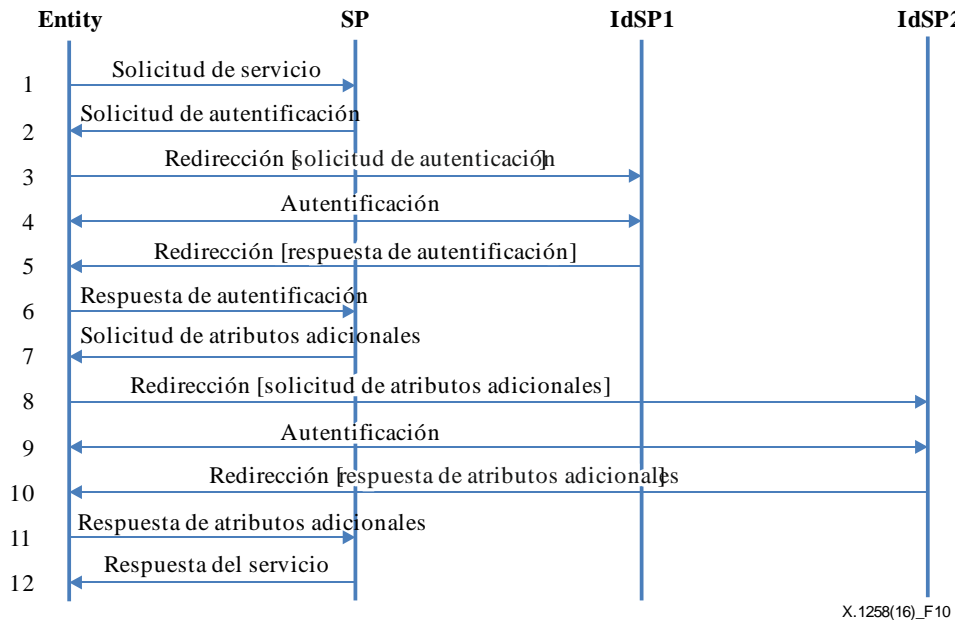 Entity SP IdSP1 IdSP2
1 Solicitud de servicio
2 Solicitud de autentificación
3 Redirección [solicitud de autenticación]
4 Autentificación
5 Redirección [respuesta de autentificación]
6 Respuesta de autentificación
7 Solicitud de atributos adicionales
8 Redirección [solicitud de atributos adicionales]
9 Autentificación
10 Redirección [respuesta de atributos adicionales]
11 Respuesta de atributos adicionales
12 Respuesta del servicio
X.1258(16)_F10